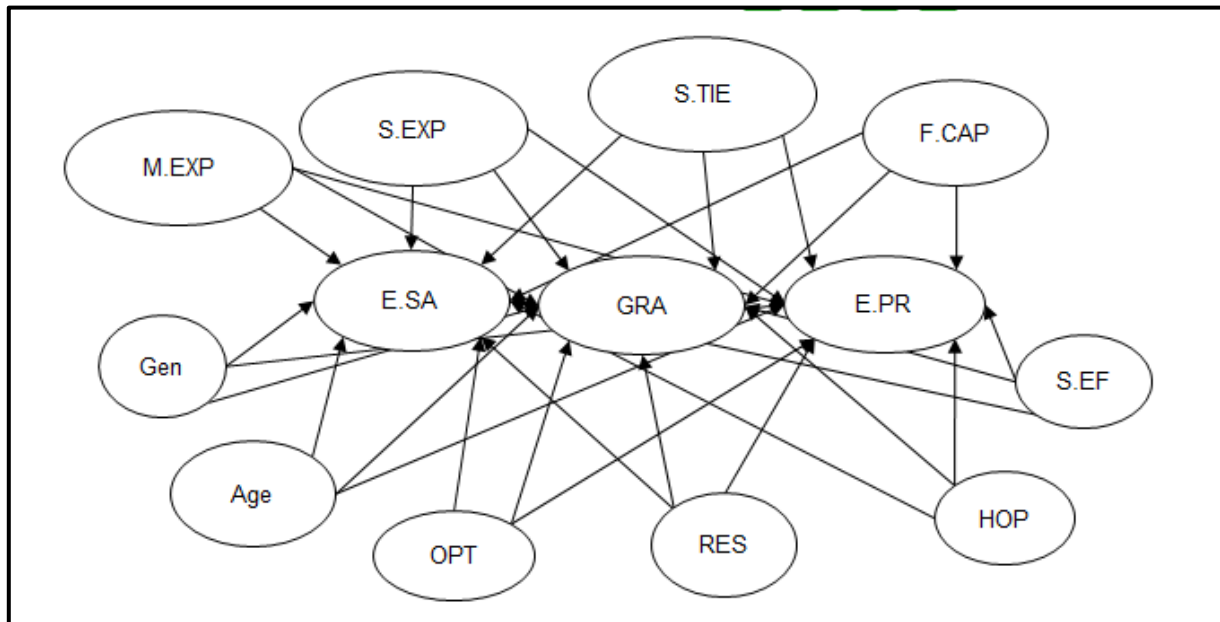 S.TIE
S.EXP
F.CAP
M.EXP
E.SA
GRA
E.PR
Gen
S.EF
Age
OPT
RES
HOP